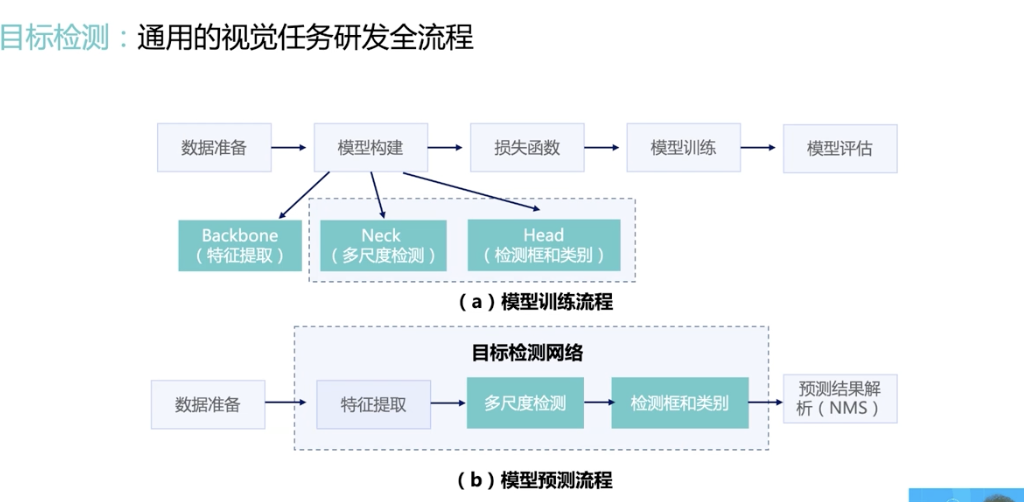 目标检测：通用的视觉任务研发全流程
数据准备
模型构建
损失函数
模型训练
模型评估
Backbone
（特征提取）
Neck
（多尺度检测）
Head
（检测框和类别）
（a）模型训练流程
目标检测网络
数据准备
特征提取
多尺度检测
检测框和类别
预测结果解
析（NMS）
（b）模型预测流程